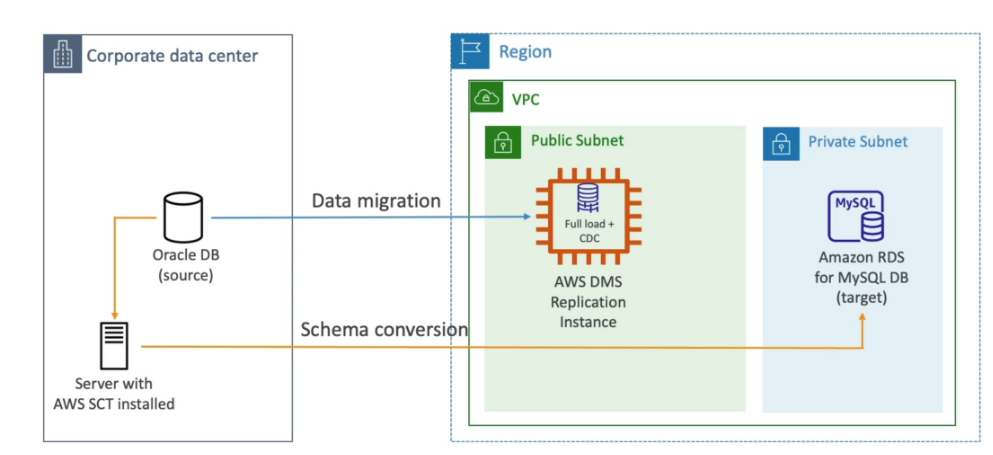 Corporate data center
Region
VPC
Public Subnet
Private Subnet
Data migration
Full load +
CDC
MySQL
Oracle DB
(source)
AWS DMS
Replication
Instance
Amazon RDS
for MySQL DB
(target)
Schema conversion
Server with
AWS SCT installed